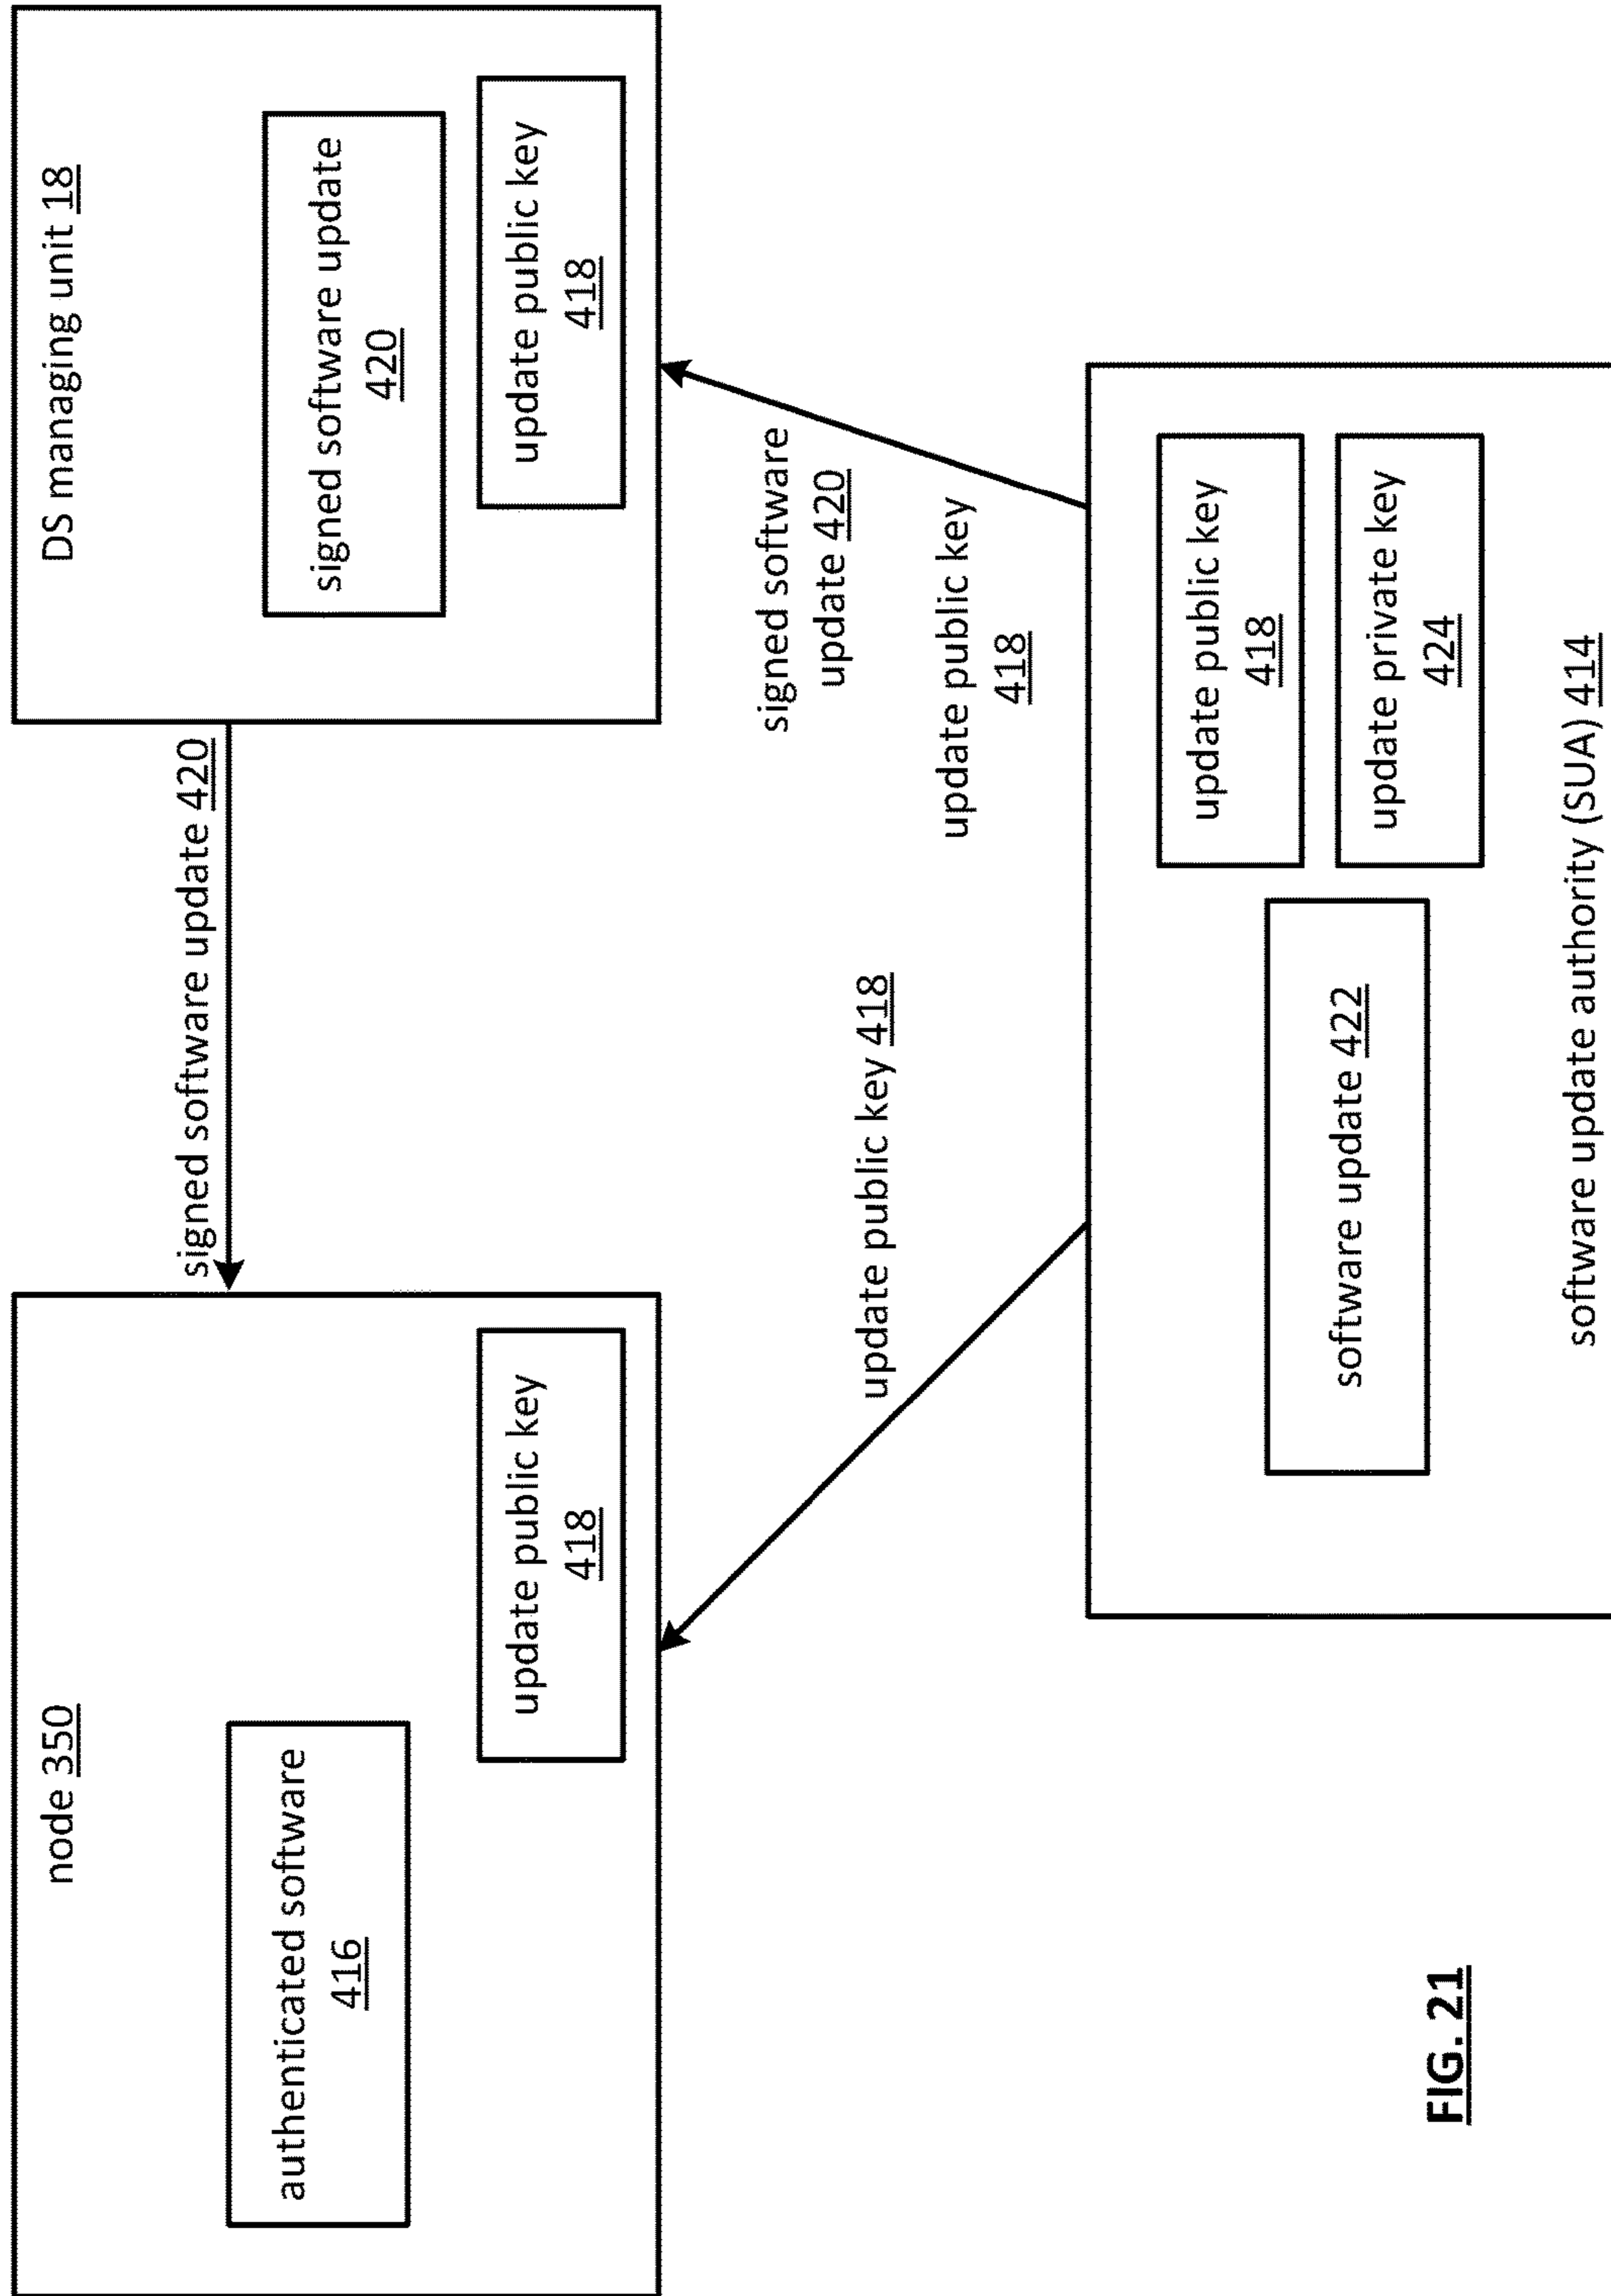 node 350
authenticated software
416
update public key
418
signed software update 420
DS managing unit 18
signed software update
420
update public key
418
update public key 418
signed software
update 420
update public key
418
software update 422
update public key
418
update private key
424
software update authority (SUA) 414
FIG. 21